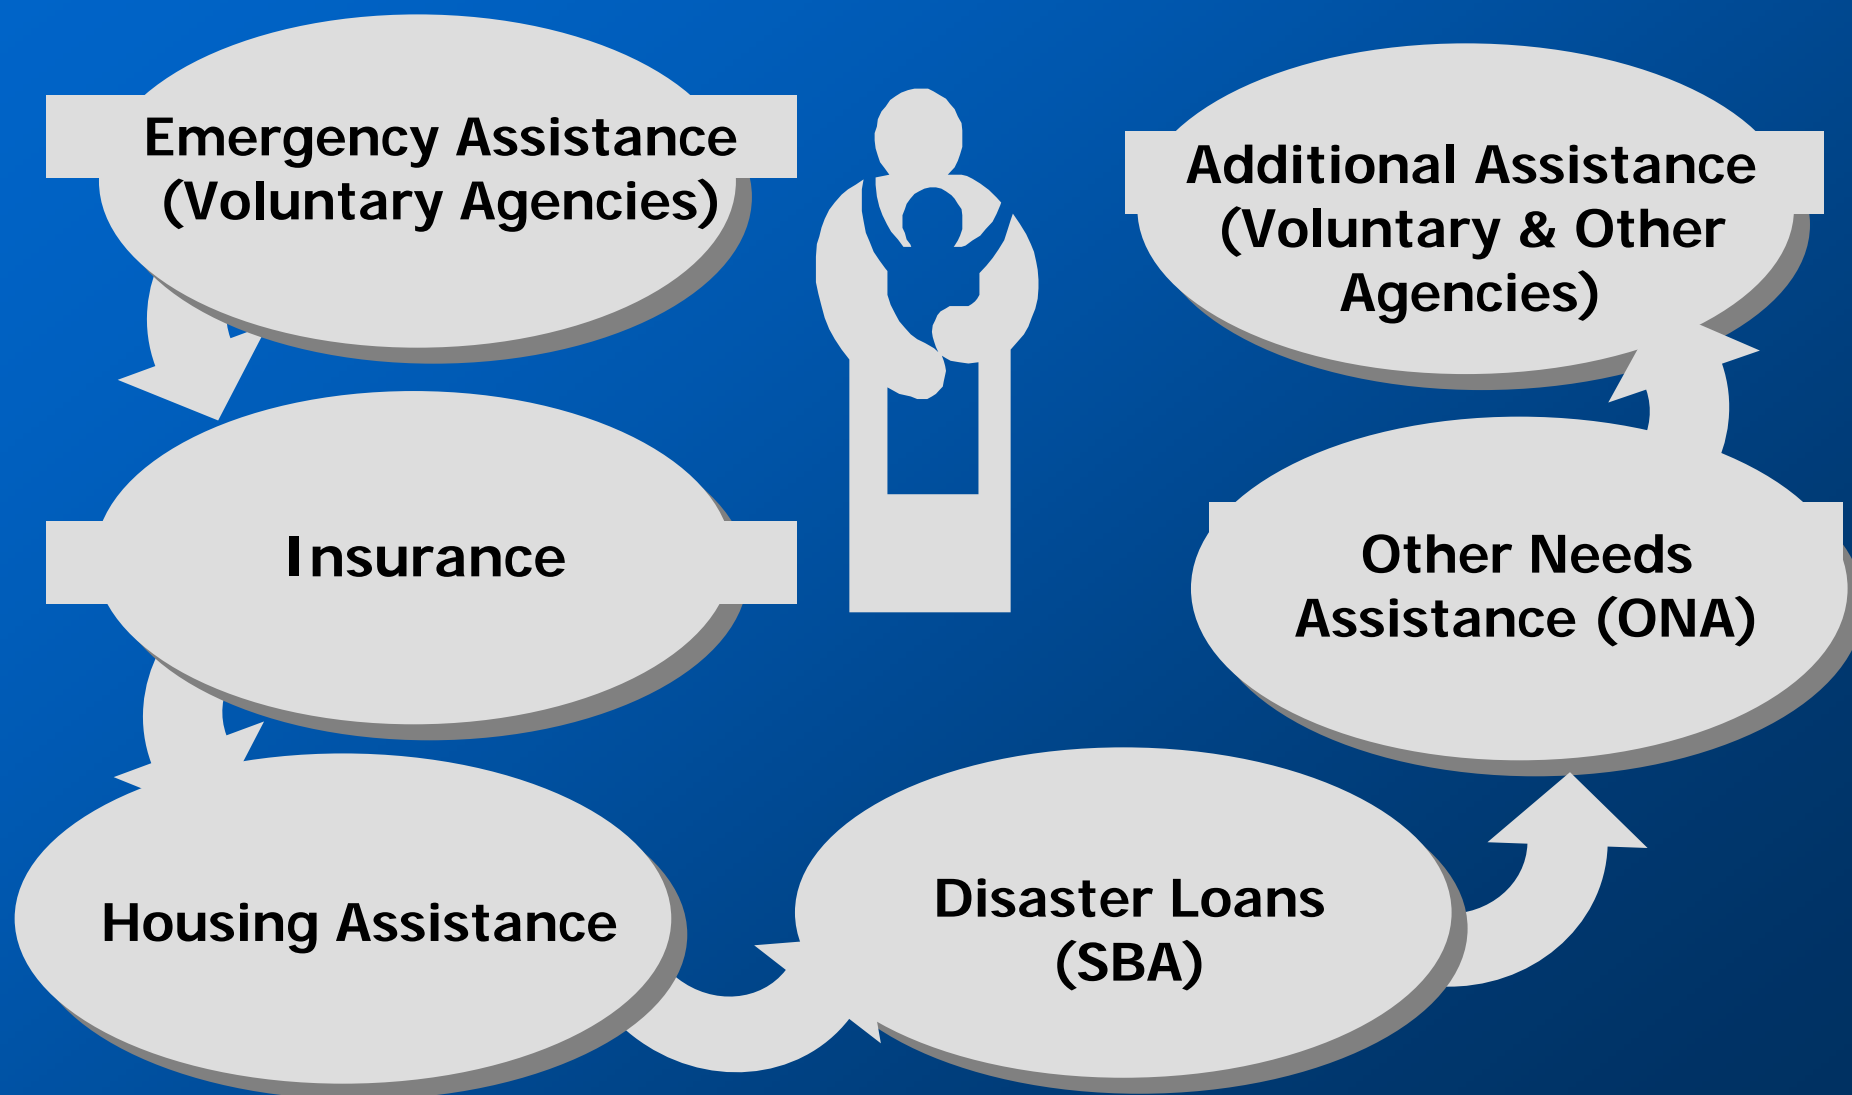 Emergency Assistance
(Voluntary Agencies)
Insurance
Housing Assistance
Disaster Loans
(SBA)
Other Needs
Assistance (ONA)
Additional Assistance
(Voluntary & Other
Agencies)